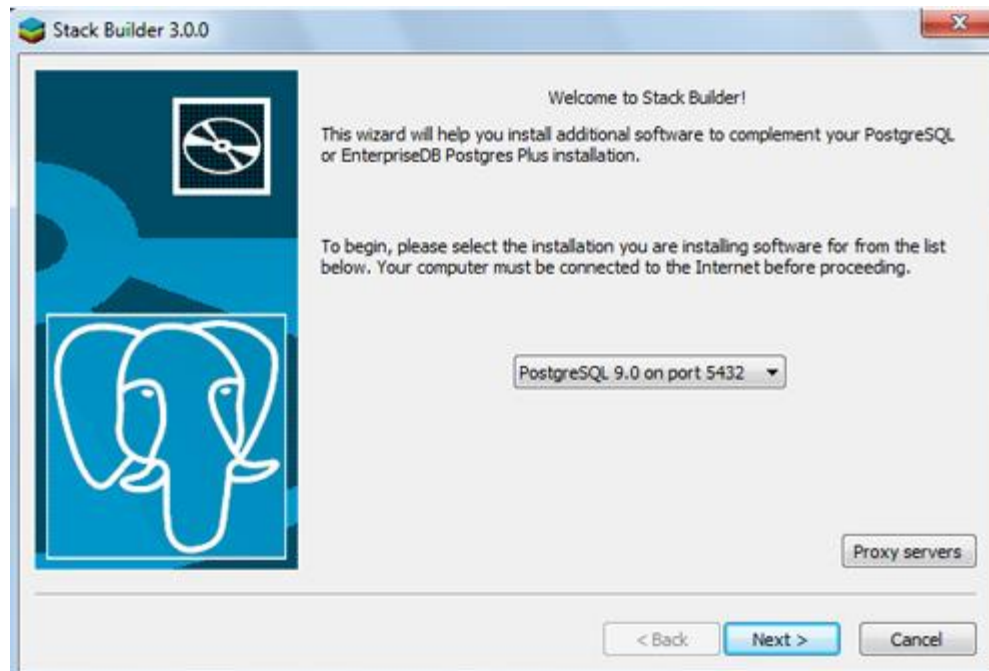 Stack Builder 3.0.0
Welcome to Stack Builder!
This wizard will help you install additional software to complement your PostgreSQL
or EnterpriseDB Postgres Plus installation.
To begin, please select the installation you are installing software for from the list
below. Your computer must be connected to the Internet before proceeding.
PostgreSQL 9.0 on port 5432
Proxy servers
< Back
Next >
Cancel